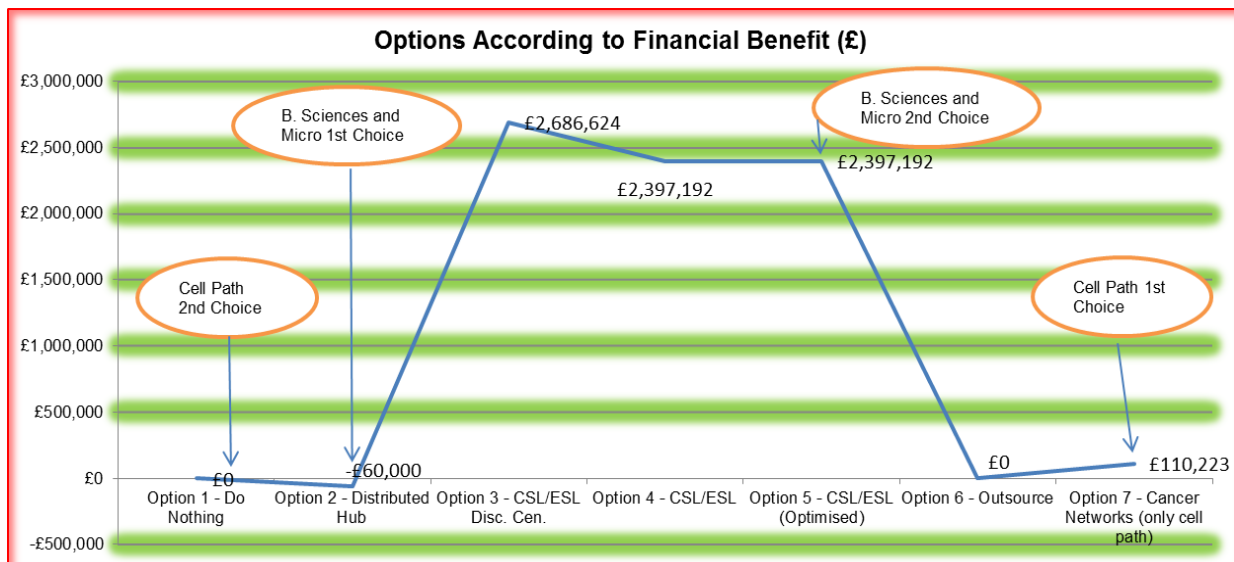 Options According to Financial Benefit (£)
£3,000,000
£2,500,000
£2,000,000
£1,500,000
£1,000,000
£500,000
£0
-£500,000
B. Sciences and
Micro 1st Choice
B. Sciences and
Micro 2nd Choice
Cell Path
2nd Choice
Cell Path 1st
Choice
£0
-£60,000
£2,686,624
£2,397,192
£2,397,192
£0
£110,223
Option 1 - Do
Nothing
Option 2 - Distributed
Hub
Option 3 - CSL/ESL
Disc. Cen.
Option 4 - CSL/ESL
Option 5 - CSL/ESL
(Optimised)
Option 6 - Outsource
Option 7 - Cancer
Networks (only cell
path)